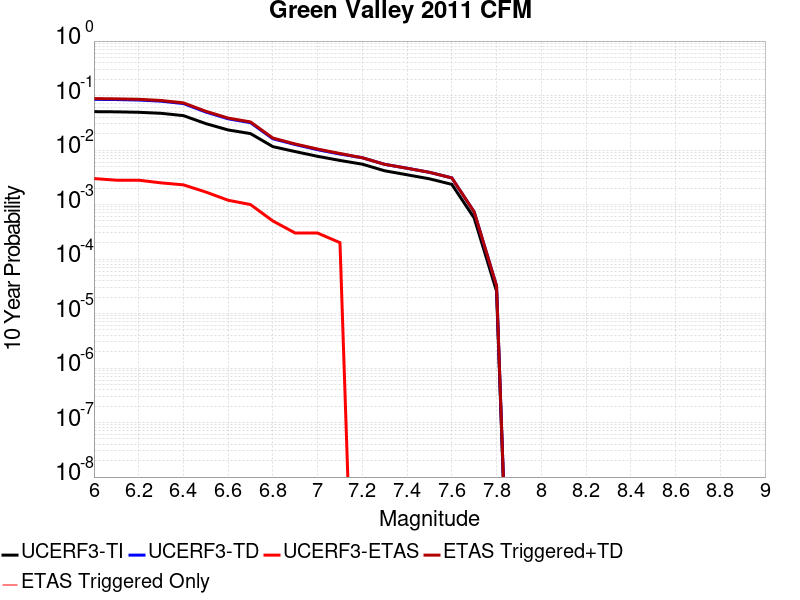 Green Valley 2011 CFM
10 0
10 -1
10 -2
10 -3
10 -4
10 -5
10 -6
10 -7
10 -8
10 Year Probability
6 6.2 6.4 6.6 6.8 7 7.2 7.4 7.6 7.8 8 8.2 8.4 8.6 8.8 9
Magnitude
UCERF3-TI UCERF3-TD UCERF3-ETAS ETAS Triggered+TD
ETAS Triggered Only